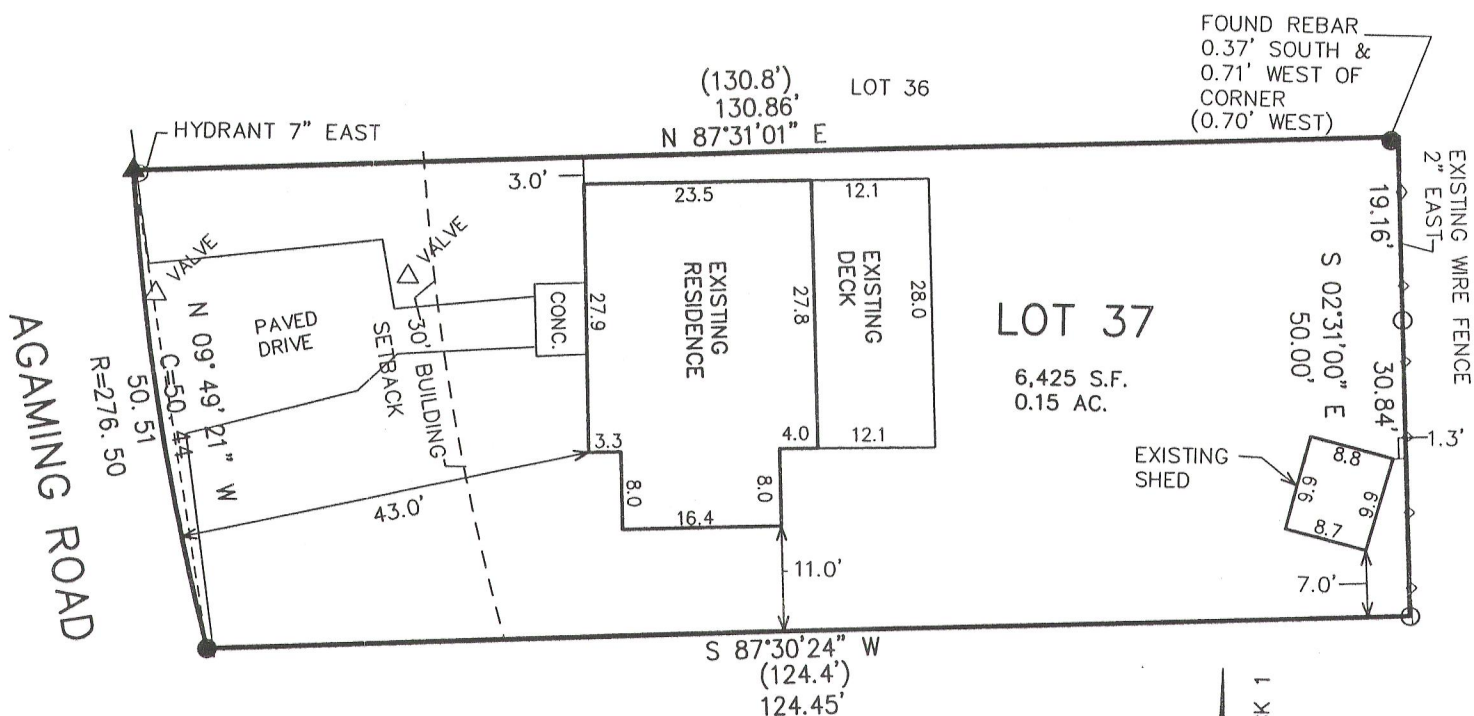 FOUND REBAR
0.37' SOUTH &
0.71' WEST OF
CORNER
(0.70' WEST)
(130.8')
130.86'
N 87°31'01" E
LOT 36
HYDRANT 7" EAST
EXISTING WIRE FENCE
2" EAST
19.16'
3.0'
23.5
12.1
VALVE
VALVE
EXISTING
RESIDENCE
EXISTING
DECK
27.9
27.8
28.0
CONC.
LOT 37
6,425 S.F.
0.15 AC.
S 02°31'00" E
50.00'
30.84'
1.3'
PAVED
DRIVE
30' BUILDING
SETBACK
N 09° 49' 21" W
C=50.44
50.51
R=276.50
AGAMING ROAD
3.3
4.0
12.1
8.0
8.0
16.4
43.0'
11.0'
EXISTING
SHED
8.8
9.9
9.9
8.7
7.0'
S 87°30'24" W
(124.4')
124.45'
K 1